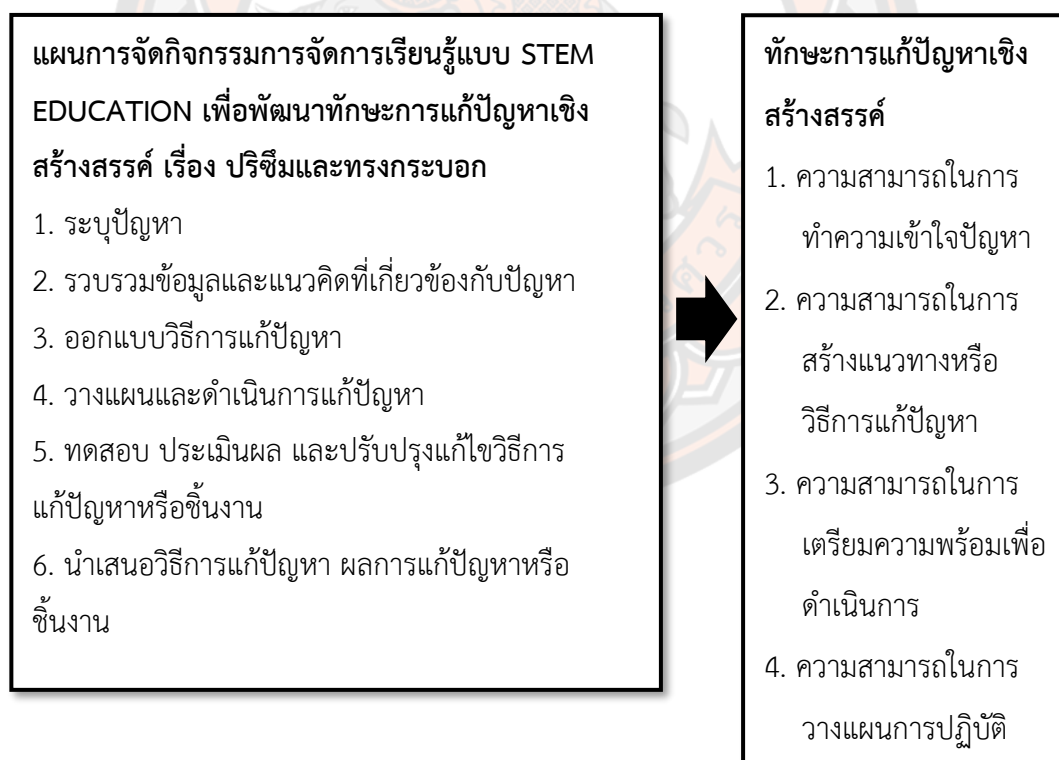 แผนการจัดกิจกรรมการจัดการเรียนรู้แบบ STEM
EDUCATION เพื่อพัฒนาทักษะการแก้ปัญหาเชิง
สร้างสรรค์ เรื่อง ปริซึมและทรงกระบอก
1. ระบุปัญหา
2. รวบรวมข้อมูลและแนวคิดที่เกี่ยวข้องกับปัญหา
3. ออกแบบวิธีการแก้ปัญหา
4. วางแผนและดำเนินการแก้ปัญหา
5. ทดสอบ ประเมินผล และปรับปรุงแก้ไขวิธีการ
แก้ปัญหาหรือชิ้นงาน
6. นำเสนอวิธีการแก้ปัญหา ผลการแก้ปัญหาหรือ
ชิ้นงาน
ทักษะการแก้ปัญหาเชิง
สร้างสรรค์
1. ความสามารถในการ
ทำความเข้าใจปัญหา
2. ความสามารถในการ
สร้างแนวทางหรือ
วิธีการแก้ปัญหา
3. ความสามารถในการ
เตรียมความพร้อมเพื่อ
ดำเนินการ
4. ความสามารถในการ
วางแผนการปฏิบัติ